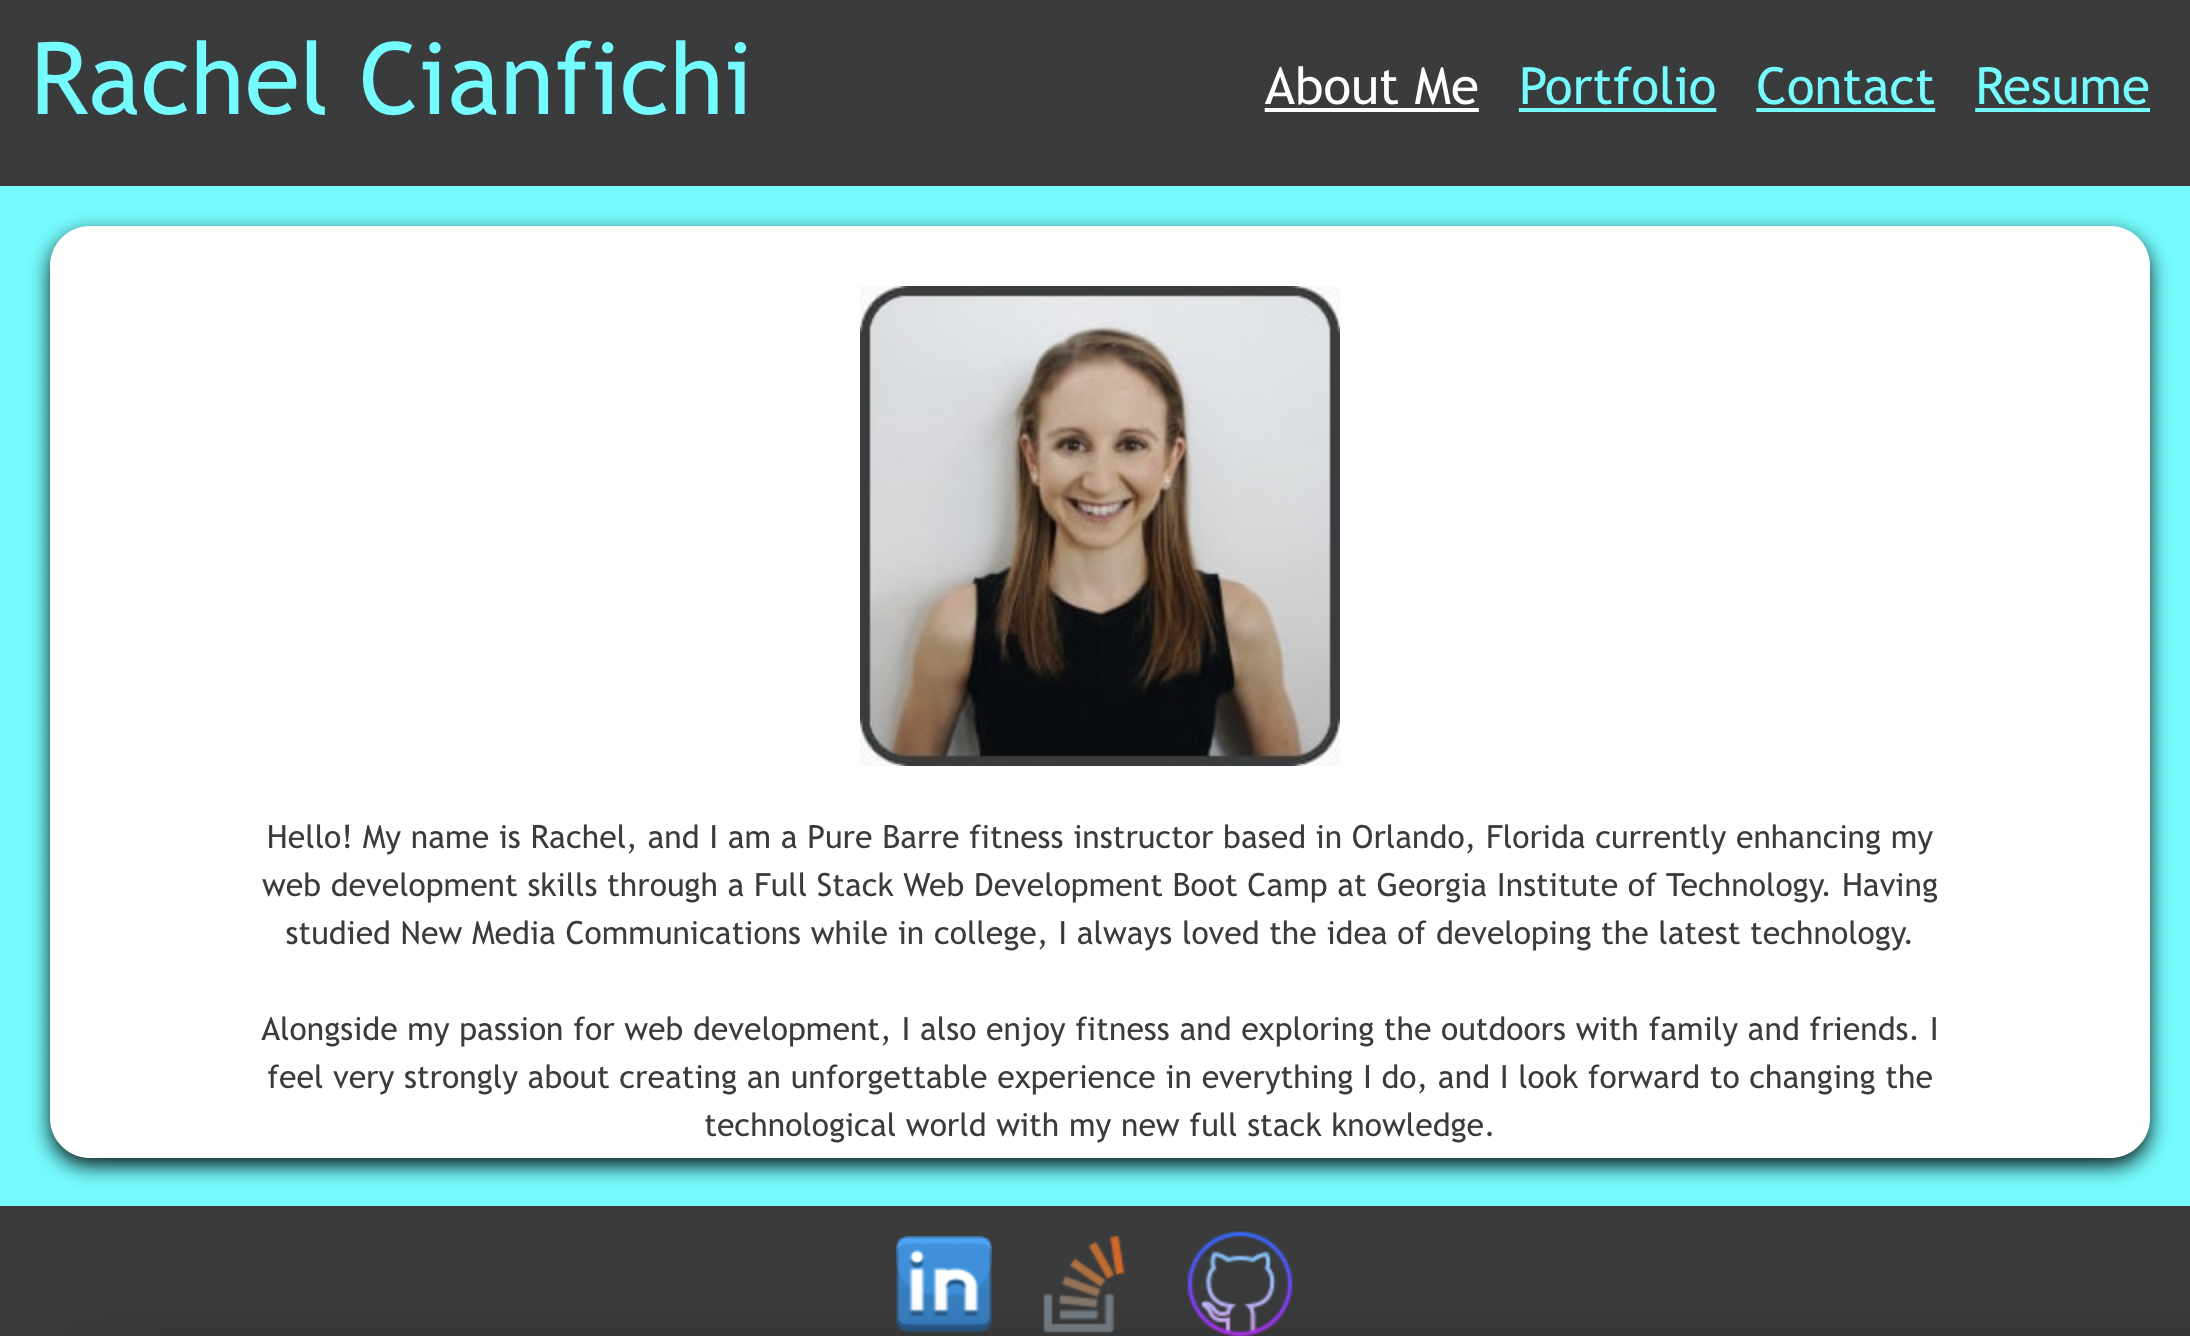 Rachel Cianfichi
About Me Portfolio Contact Resume
Hello! My name is Rachel, and I am a Pure Barre fitness instructor based in Orlando, Florida currently enhancing my
web development skills through a Full Stack Web Development Boot Camp at Georgia Institute of Technology. Having
studied New Media Communications while in college, I always loved the idea of developing the latest technology.
Alongside my passion for web development, I also enjoy fitness and exploring the outdoors with family and friends. I
feel very strongly about creating an unforgettable experience in everything I do, and I look forward to changing the
technological world with my new full stack knowledge.
in